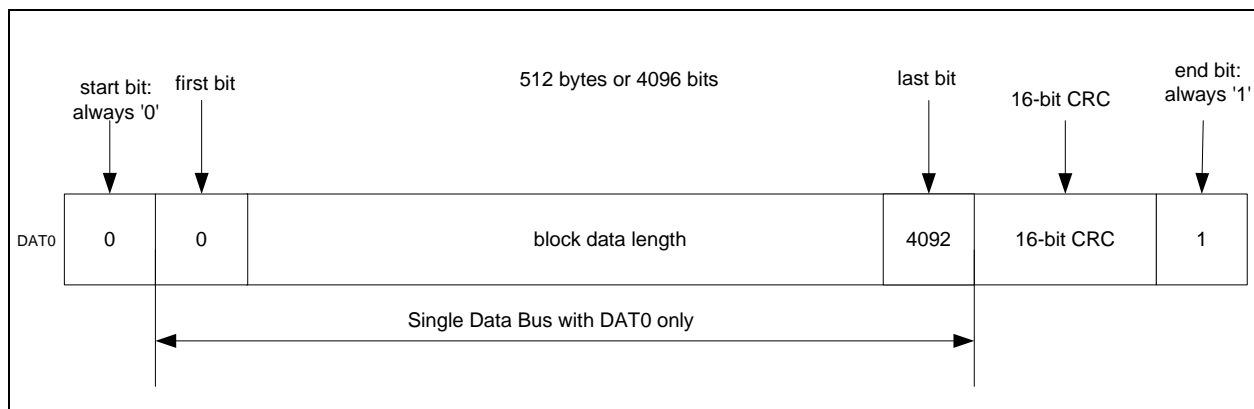 512 bytes or 4096 bits
start bit:
always '0'
first bit
last bit
16-bit CRC
end bit:
always '1'
DAT0
0
0
block data length
4092
16-bit CRC
1
Single Data Bus with DAT0 only